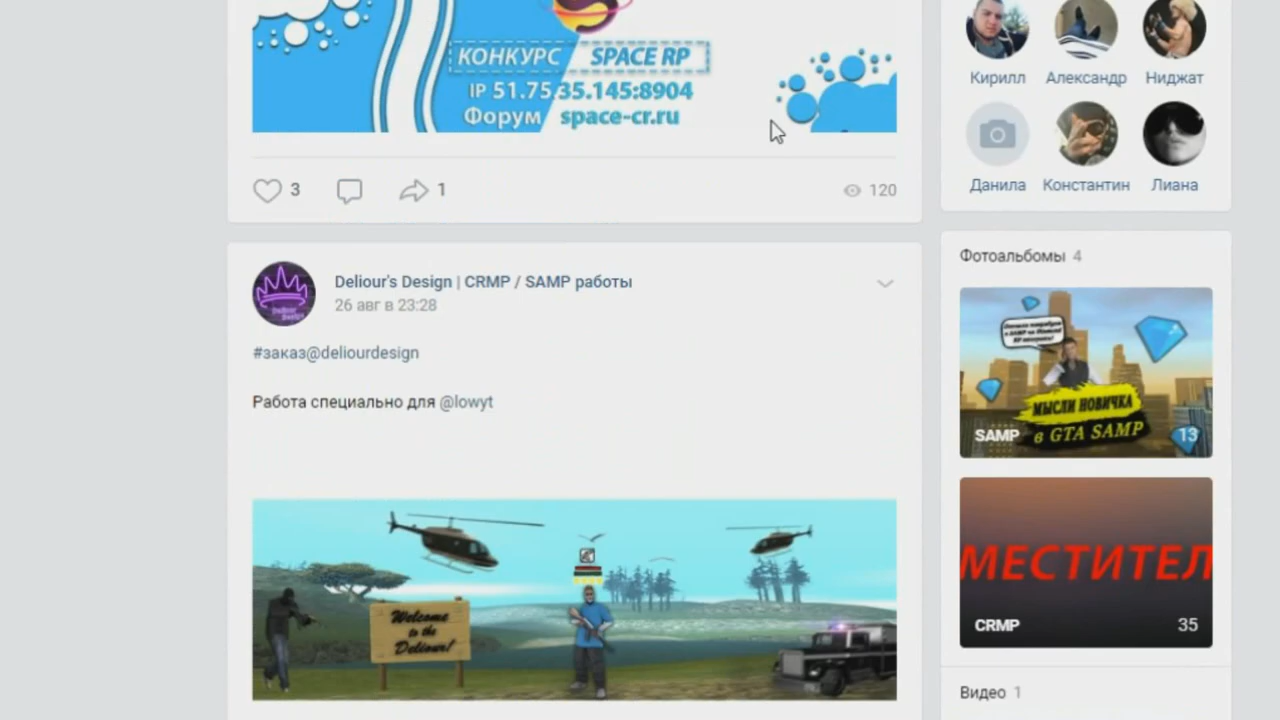 КОНКУРС SPACE RP
IP 51.75.35.145:8904
Форум space-cr.ru
3
1
120
Deliour's Design | CRMP / SAMP работы
26 авг в 23:28
#заказ@deliourdesign
Работа специально для @lowyt
Welcome
to the
Deliour!
Кирилл Александр Ниджат
Данила Константин Лиана
Фотоальбомы 4
МЫСЛИ НОВИЧКА
в GTA SAMP
SAMP 13
МЕСТИТЕЛ
CRMP 35
Видео 1